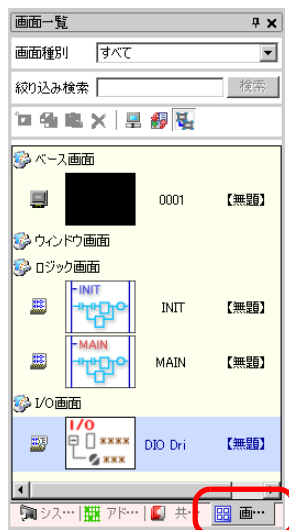 画面一覧
画面種別 すべて
絞り込み検索 検索
ベース画面
0001 【無題】
ウィンドウ画面
ロジック画面
INIT
INIT 【無題】
MAIN
MAIN 【無題】
I/O画面
I/O
****
***
DIO Dri 【無題】
シス… アド… 共… 画…